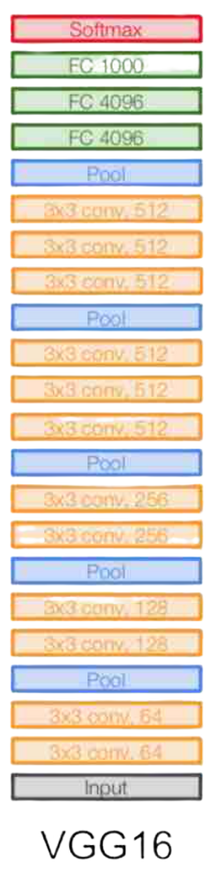 Softmax
FC 1000
FC 4096
FC 4096
Pool
3x3 conv, 512
3x3 conv, 512
3x3 conv, 512
Pool
3x3 conv, 512
3x3 conv, 512
3x3 conv, 512
Pool
3x3 conv, 256
3x3 conv, 256
Pool
3x3 conv, 128
3x3 conv, 128
Pool
3x3 conv, 64
3x3 conv, 64
Input
VGG16